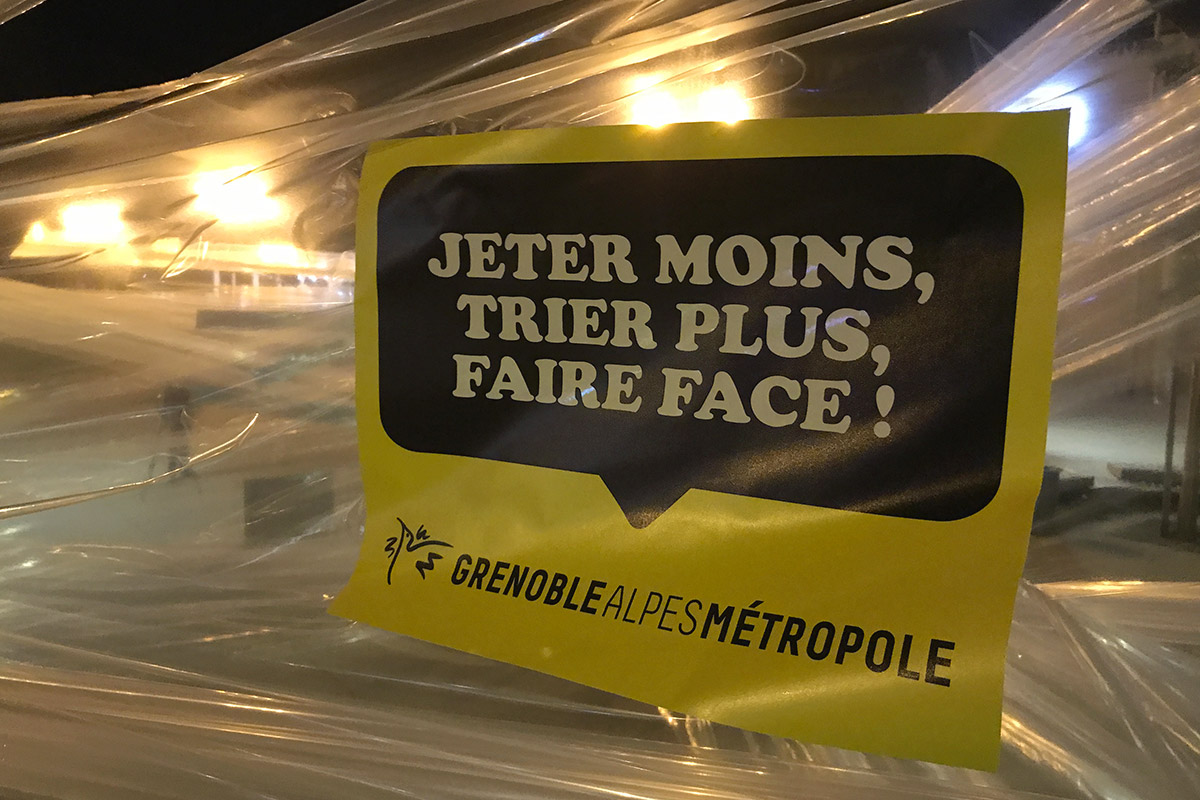 JETER MOINS,
TRIER PLUS,
FAIRE FACE !
GRENOBLEALPESMÉTROPOLE